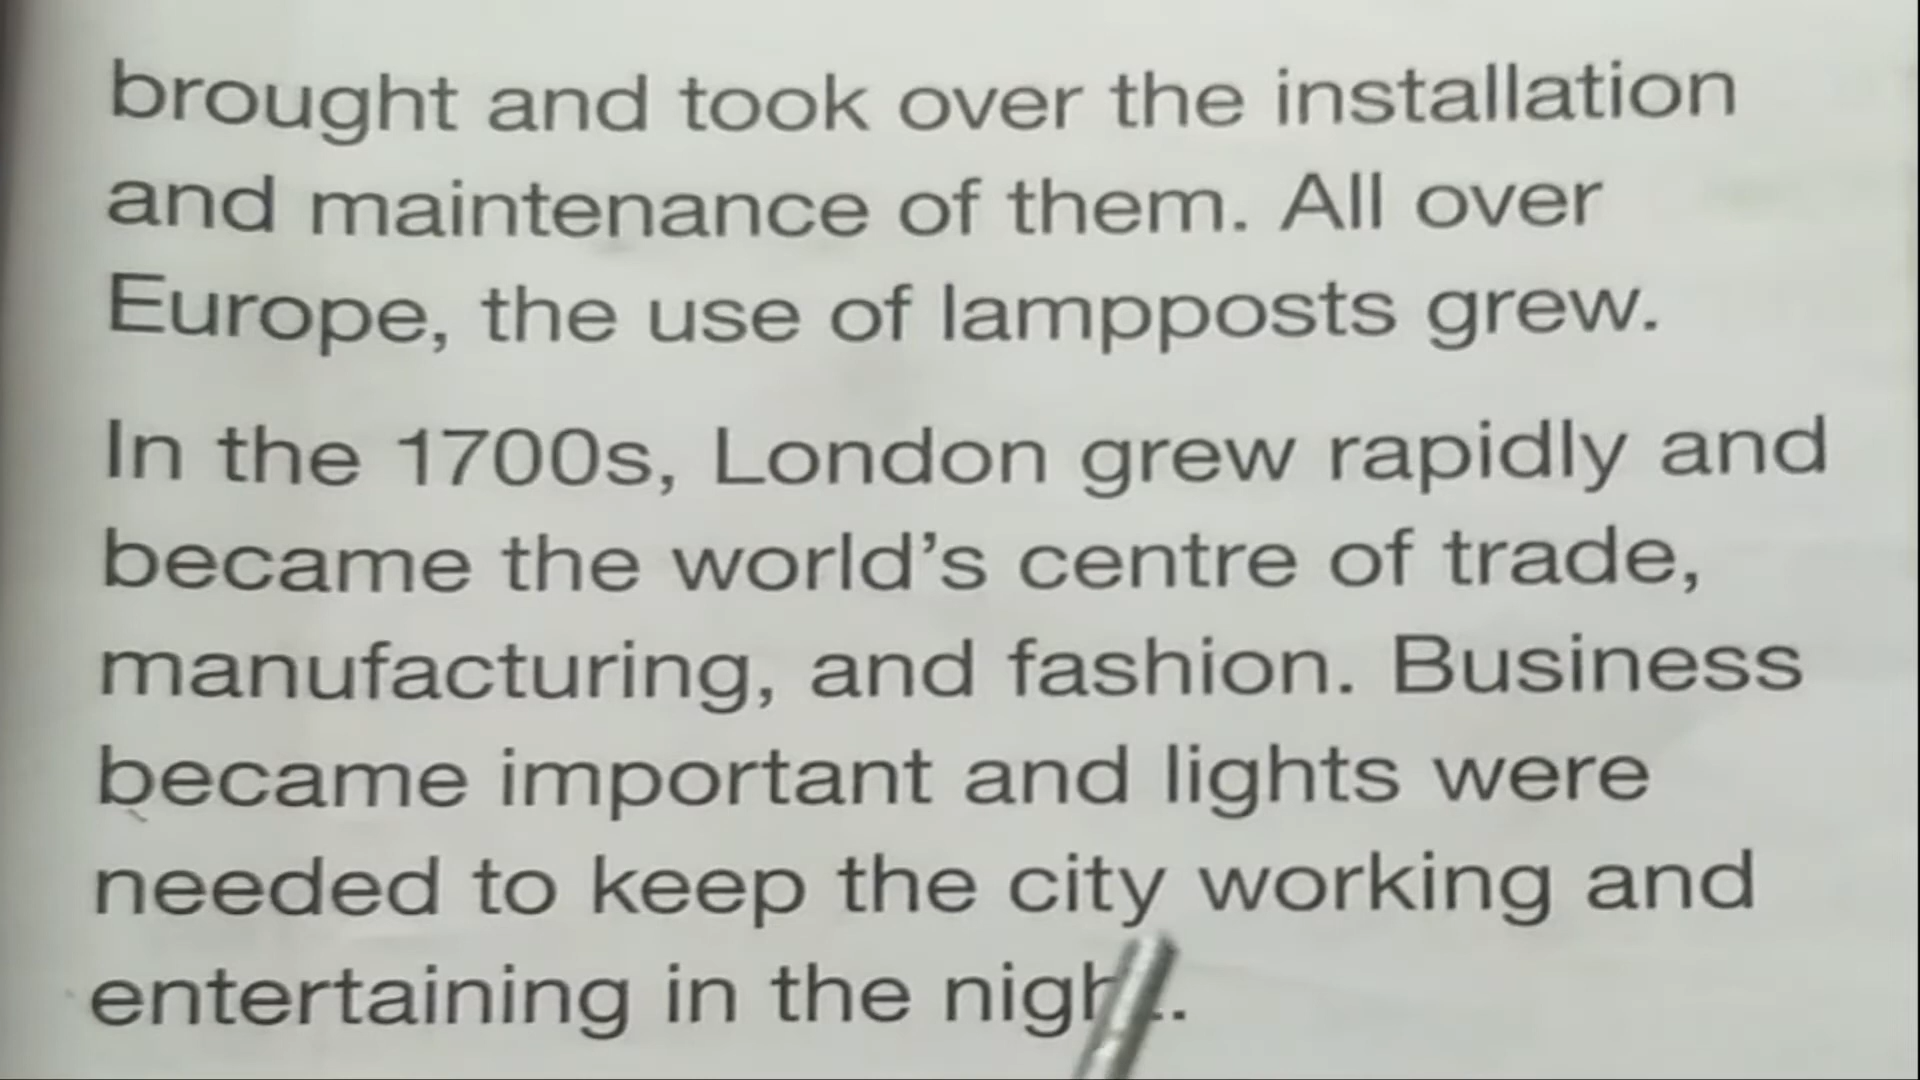 brought and took over the installation
and maintenance of them. All over
Europe, the use of lampposts grew.
In the 1700s, London grew rapidly and
became the world's centre of trade,
manufacturing, and fashion. Business
became important and lights were
needed to keep the city working and
entertaining in the night.